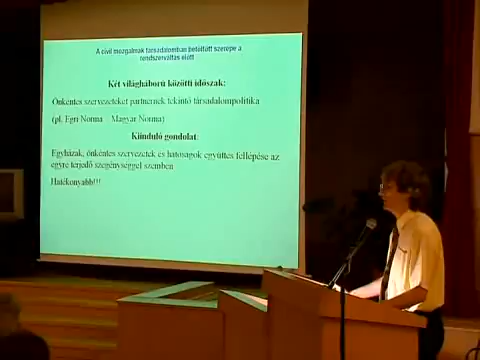 A civil mozgalmak társadalomban betöltött szerepe a
rendszerváltás előtt
Két világháború közötti időszak:
Önkéntes szervezeteket partnernek tekintő társadalompolitika
(pl. Egri Norma – Magyar Norma)
Kiinduló gondolat:
Egyházak, önkéntes szervezetek és hatóságok együttes fellépése az
egyre terjedő szegénységgel szemben
Hatékonyabb!!!